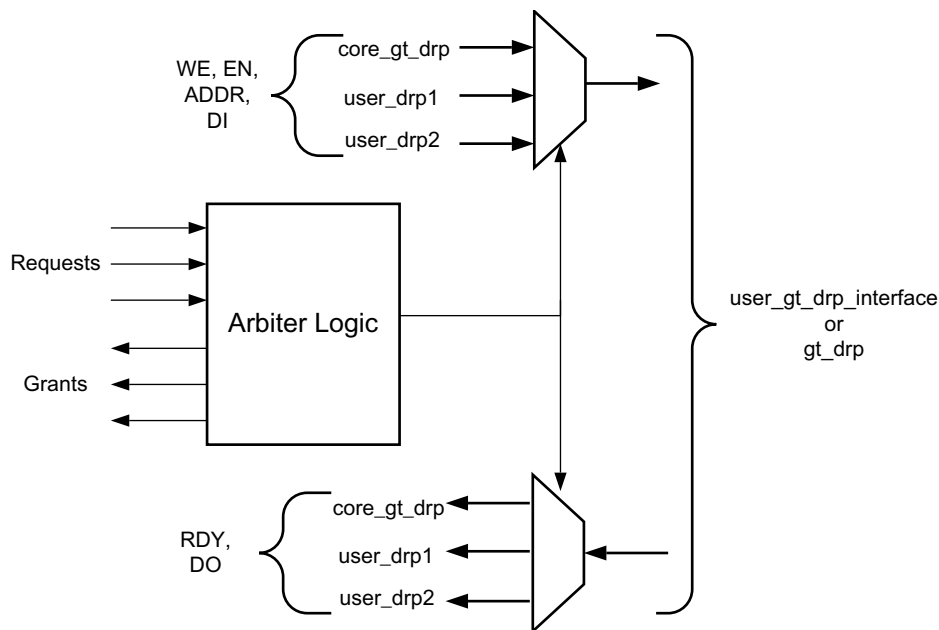 WE, EN,
ADDR,
DI
core_gt_drp
user_drp1
user_drp2
Requests
Grants
Arbiter Logic
user_gt_drp_interface
or
gt_drp
RDY,
DO
core_gt_drp
user_drp1
user_drp2